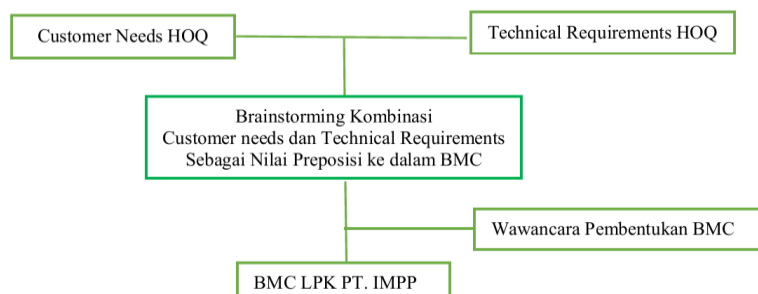 Customer Needs HOQ
Technical Requirements HOQ
Brainstorming Kombinasi
Customer needs dan Technical Requirements
Sebagai Nilai Preposisi ke dalam BMC
Wawancara Pembentukan BMC
BMC LPK PT. IMPP